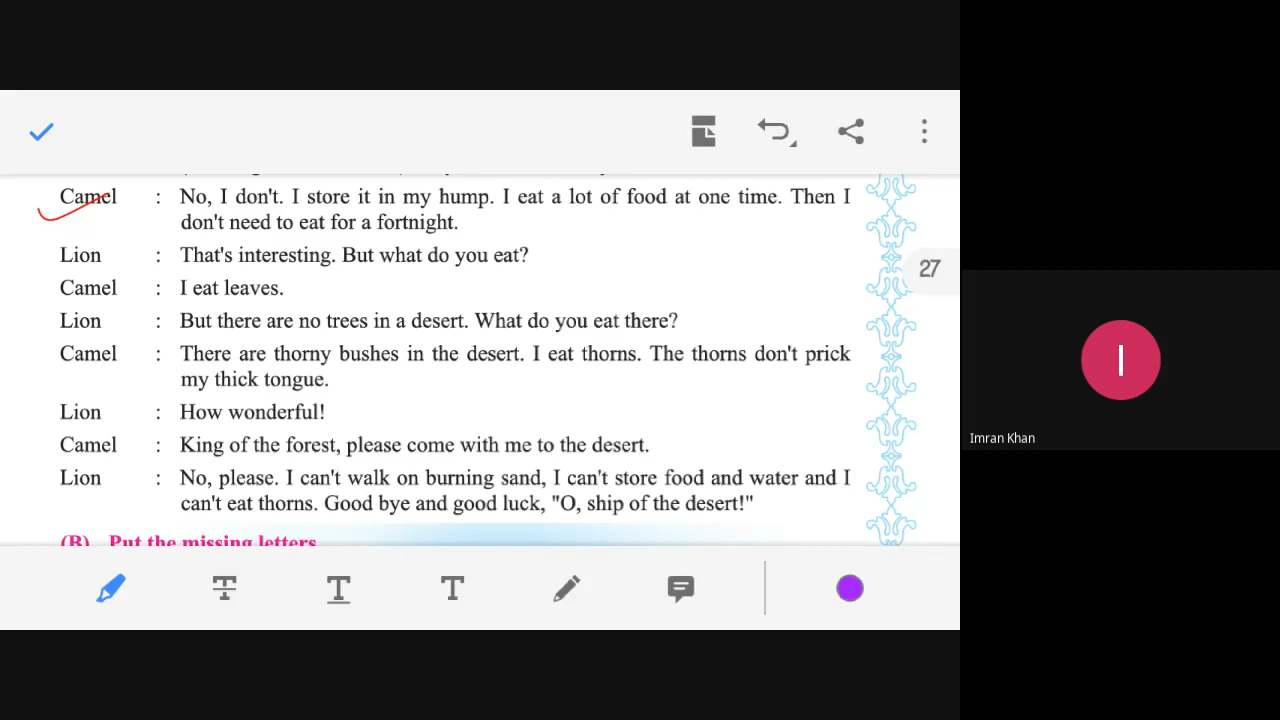 Camel : No, I don't. I store it in my hump. I eat a lot of food at one time. Then I
don't need to eat for a fortnight.
27
Lion : That's interesting. But what do you eat?
Camel : I eat leaves.
Lion : But there are no trees in a desert. What do you eat there?
Camel : There are thorny bushes in the desert. I eat thorns. The thorns don't prick
my thick tongue.
Lion : How wonderful!
Camel : King of the forest, please come with me to the desert.
Lion : No, please. I can't walk on burning sand, I can't store food and water and I
can't eat thorns. Good bye and good luck, "O, ship of the desert!"
(B) Put the missing letters
I
Imran Khan